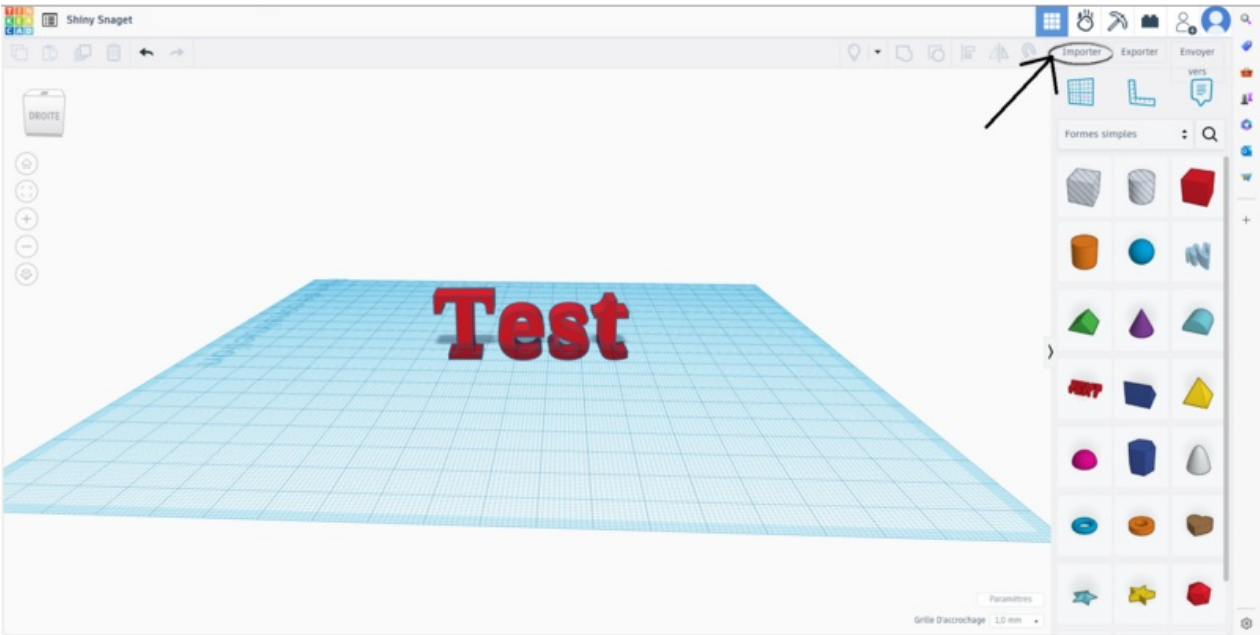 TIN
KER
CAD
Shiny Snaget
Importer
Exporter
Envoyer vers
DROITE
Formes simples
Test
Paramètres
Grille D'accrochage 1,0 mm